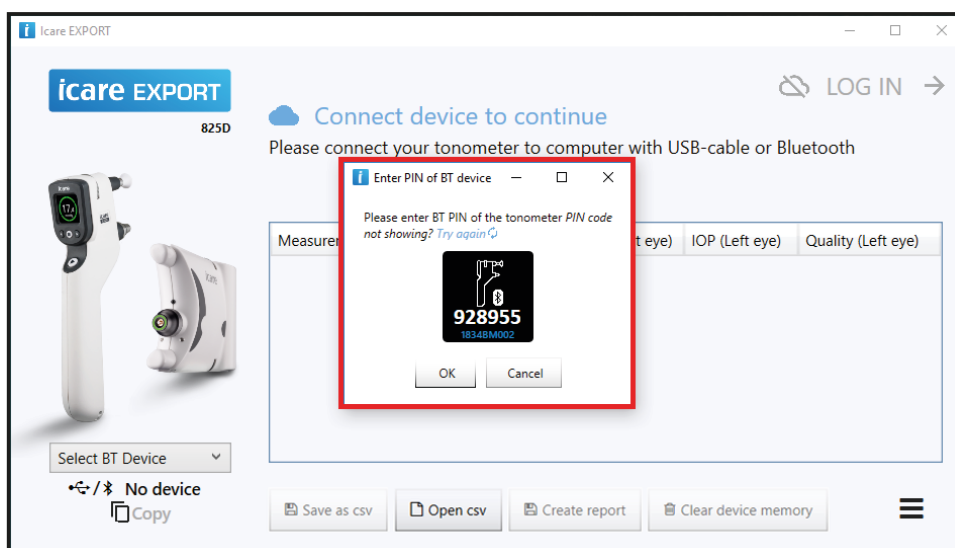 Icare EXPORT
icare EXPORT
825D
LOG IN
Connect device to continue
Please connect your tonometer to computer with USB-cable or Bluetooth
Enter PIN of BT device
Please enter BT PIN of the tonometer PIN code
not showing? Try again
928955
1834BM002
OK Cancel
IOP (Left eye) Quality (Left eye)
Select BT Device
No device
Copy
Save as csv Open csv Create report Clear device memory